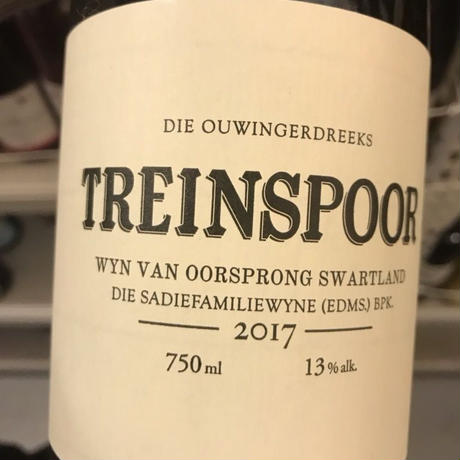 DIE OUWINGERDREEKS
TREINSPOOR
WYN VAN OORSPRONG SWARTLAND
DIE SADIEFAMILIEWYNE (EDMS.) BPK.
2017
750 ml 13% alk.